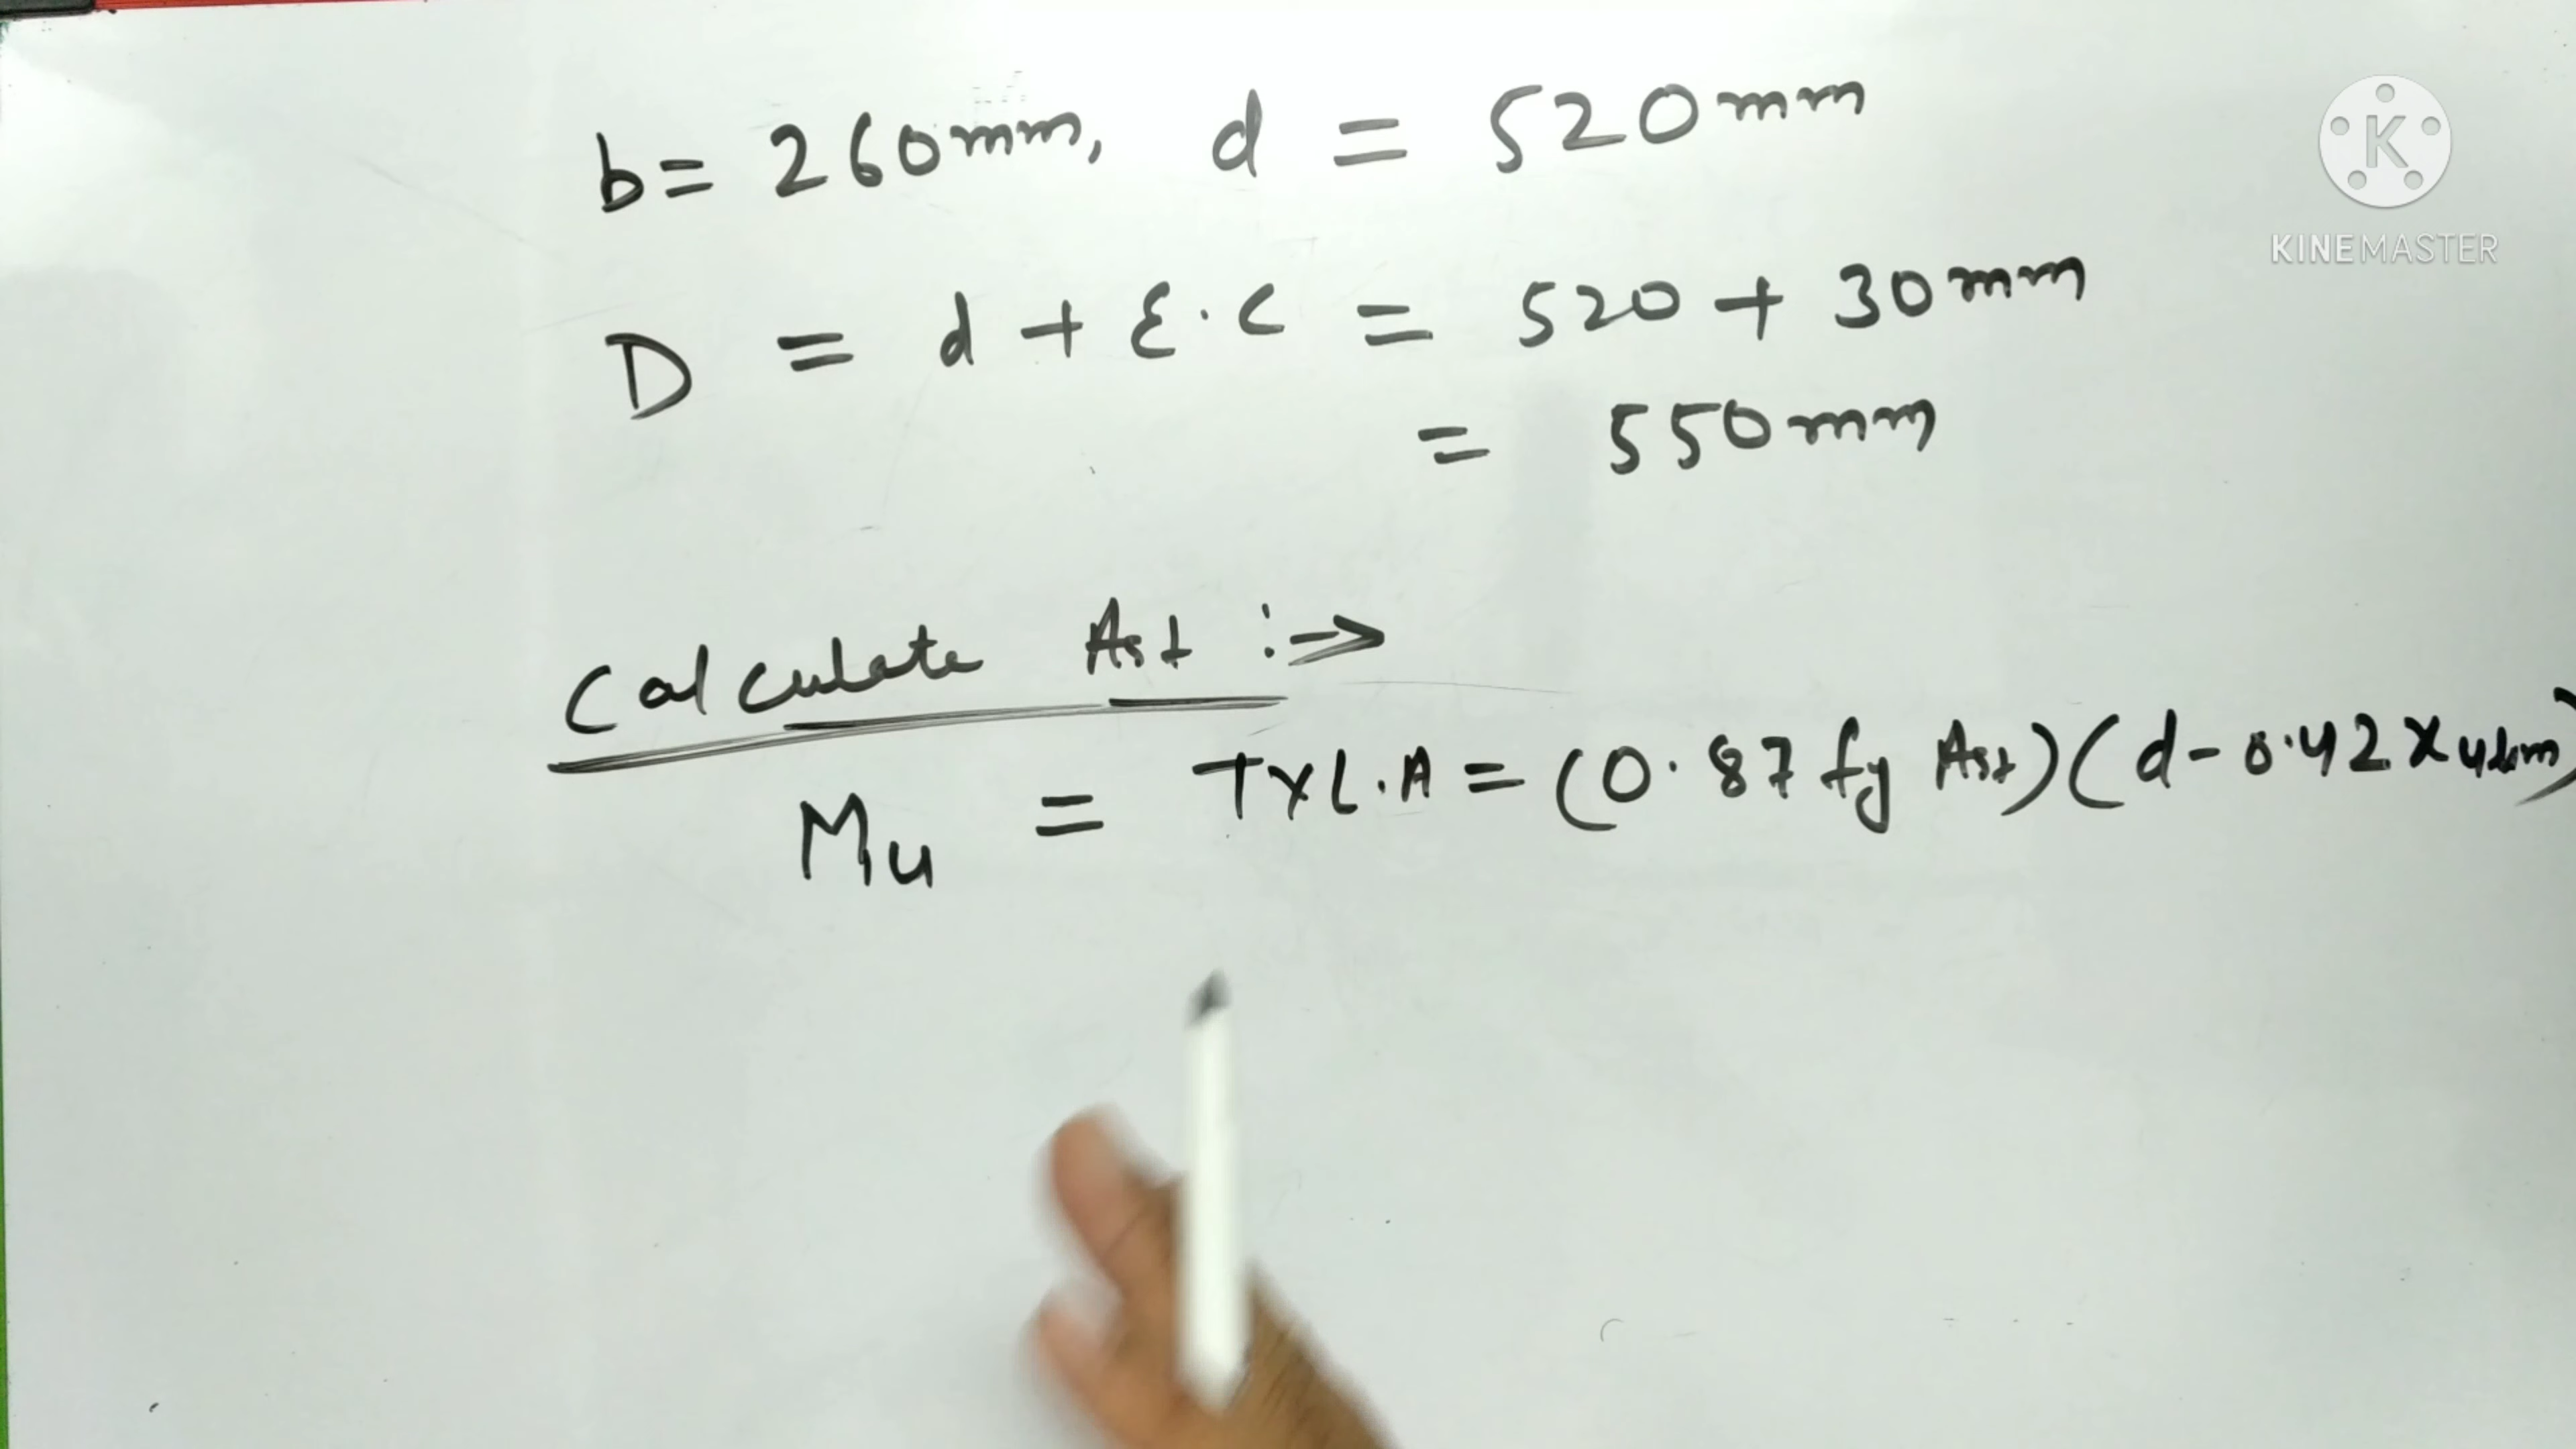 b = 260mm, d = 520mm
D = d + E.C = 520 + 30mm
= 550mm
Calculate Ast :→
Mu = T×L.A = (0.87 fy Ast)(d-0.42 xulim)
K
KINEMASTER